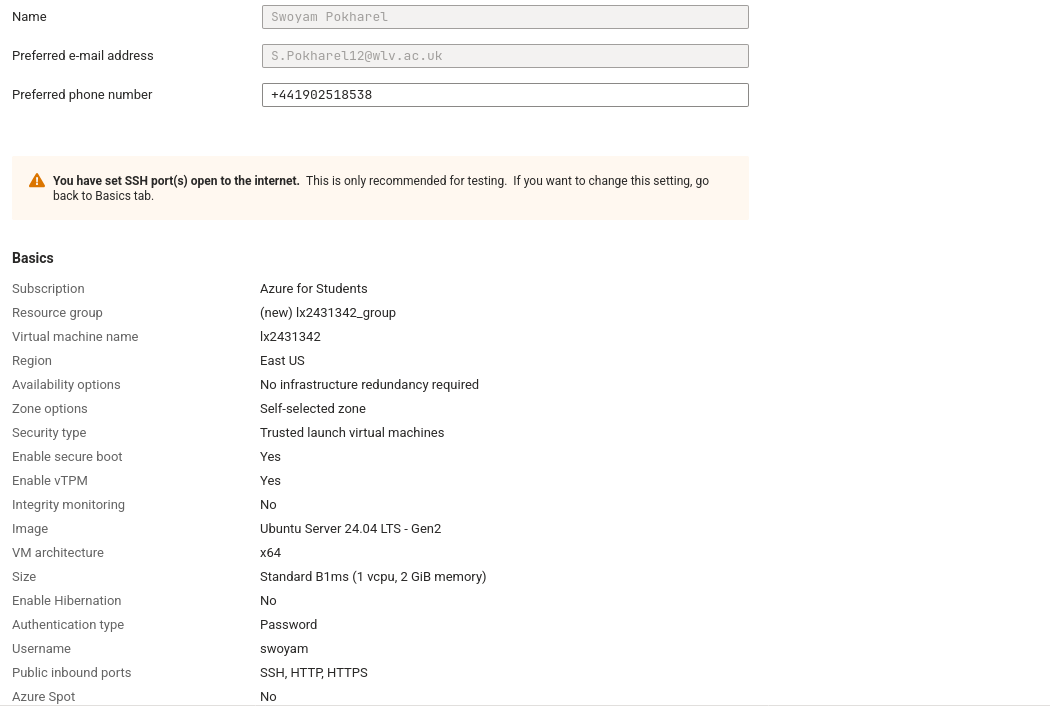 Name Swoyam Pokharel
Preferred e-mail address S.Pokharel12@wlv.ac.uk
Preferred phone number +441902518538
You have set SSH port(s) open to the internet. This is only recommended for testing. If you want to change this setting, go
back to Basics tab.
Basics
Subscription Azure for Students
Resource group (new) lx2431342_group
Virtual machine name lx2431342
Region East US
Availability options No infrastructure redundancy required
Zone options Self-selected zone
Security type Trusted launch virtual machines
Enable secure boot Yes
Enable vTPM Yes
Integrity monitoring No
Image Ubuntu Server 24.04 LTS - Gen2
VM architecture x64
Size Standard B1ms (1 vcpu, 2 GiB memory)
Enable Hibernation No
Authentication type Password
Username swoyam
Public inbound ports SSH, HTTP, HTTPS
Azure Spot No